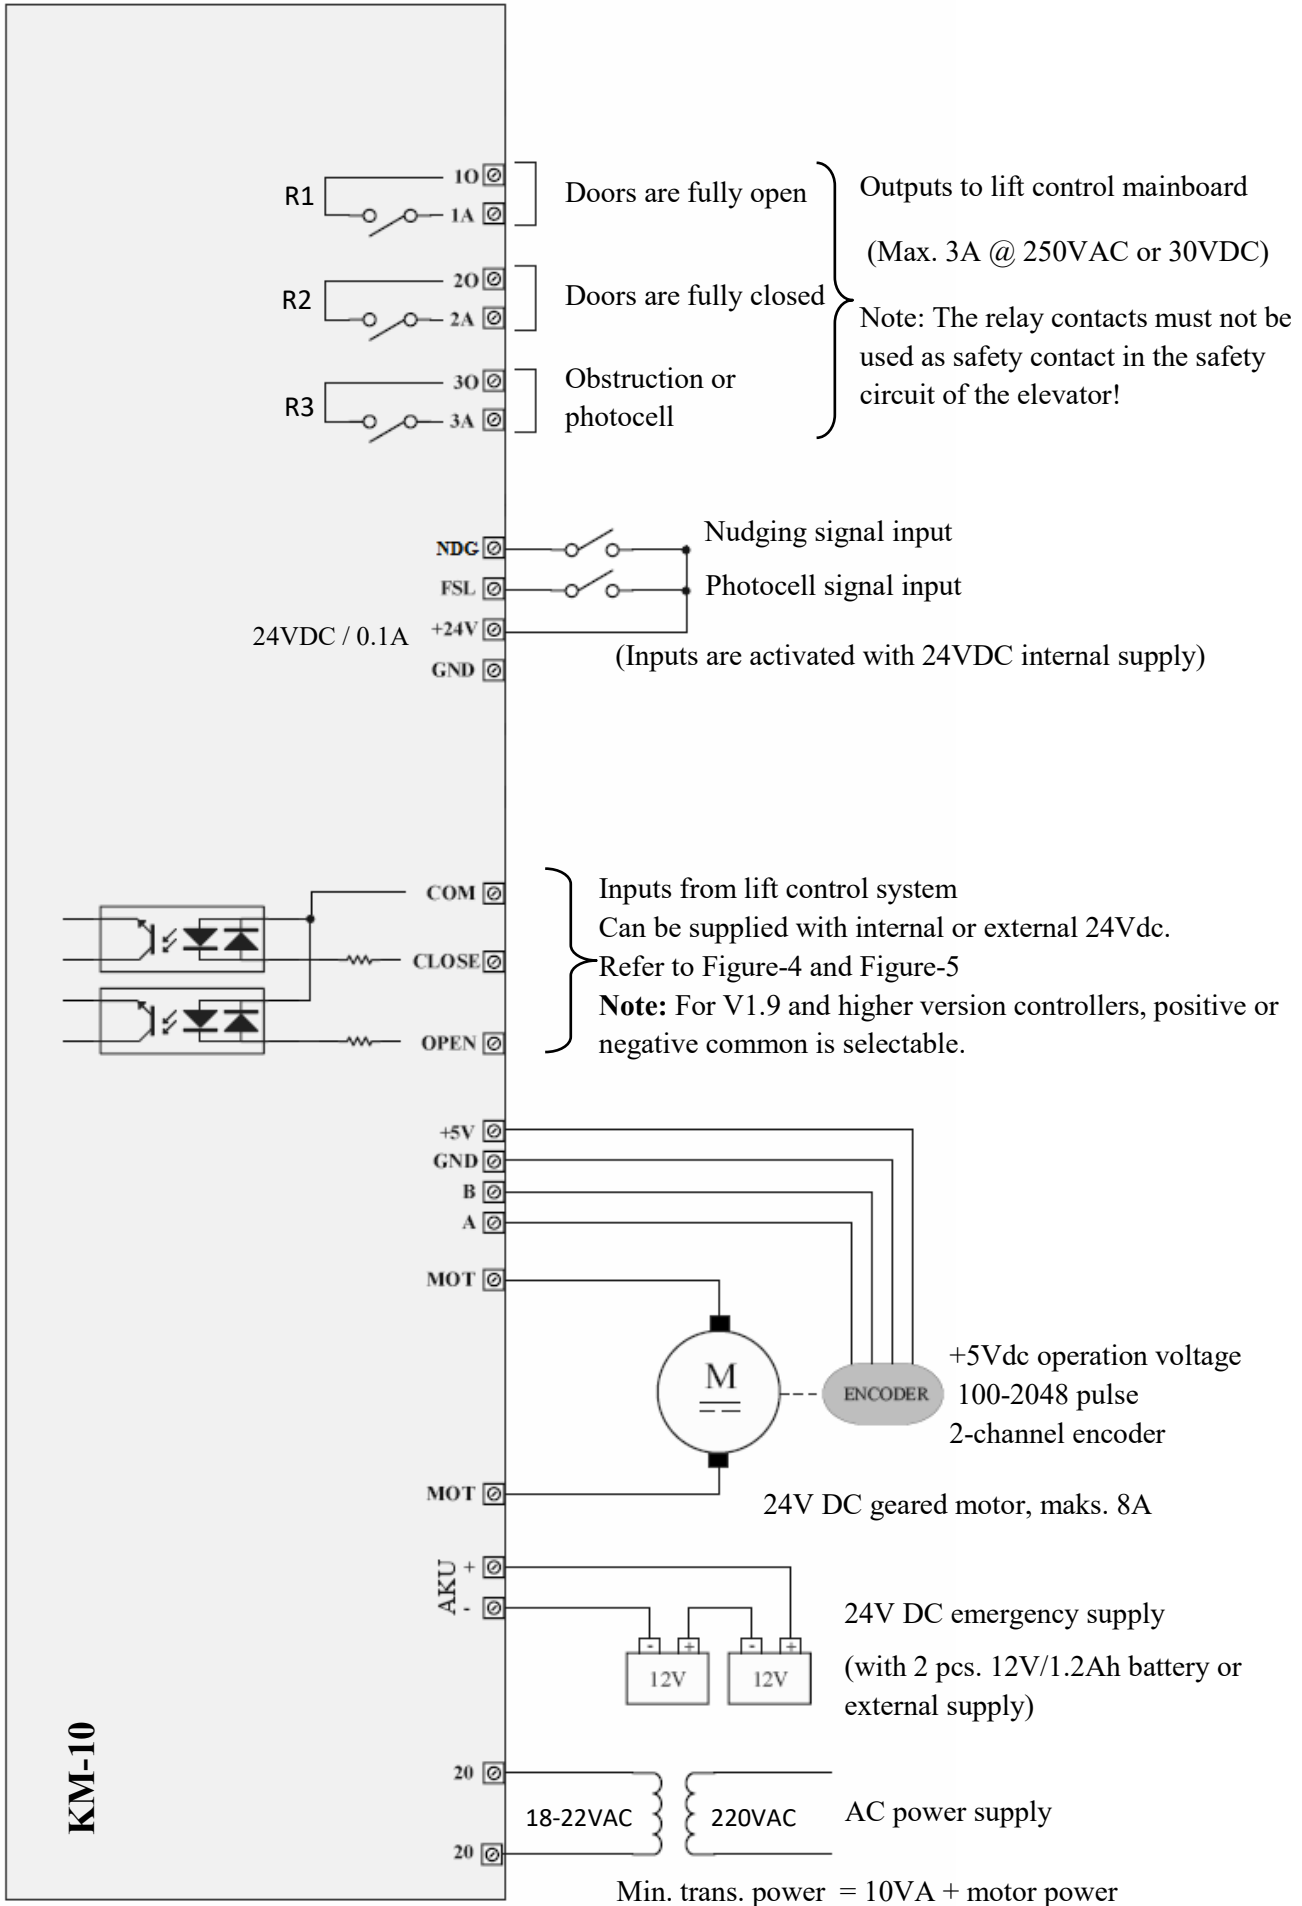 R1
1O
1A
Doors are fully open
R2
2O
2A
Doors are fully closed
R3
3O
3A
Obstruction or
photocell
Outputs to lift control mainboard
(Max. 3A @ 250VAC or 30VDC)
Note: The relay contacts must not be
used as safety contact in the safety
circuit of the elevator!
NDG
Nudging signal input
FSL
Photocell signal input
24VDC / 0.1A
+24V
GND
(Inputs are activated with 24VDC internal supply)
COM
CLOSE
OPEN
Inputs from lift control system
Can be supplied with internal or external 24Vdc.
Refer to Figure-4 and Figure-5
Note: For V1.9 and higher version controllers, positive or
negative common is selectable.
+5V
GND
B
A
MOT
M
ENCODER
+5Vdc operation voltage
100-2048 pulse
2-channel encoder
MOT
24V DC geared motor, maks. 8A
AKU
+
-
- + - +
12V
12V
24V DC emergency supply
(with 2 pcs. 12V/1.2Ah battery or
external supply)
KM-10
20
18-22VAC
220VAC
AC power supply
20
Min. trans. power = 10VA + motor power